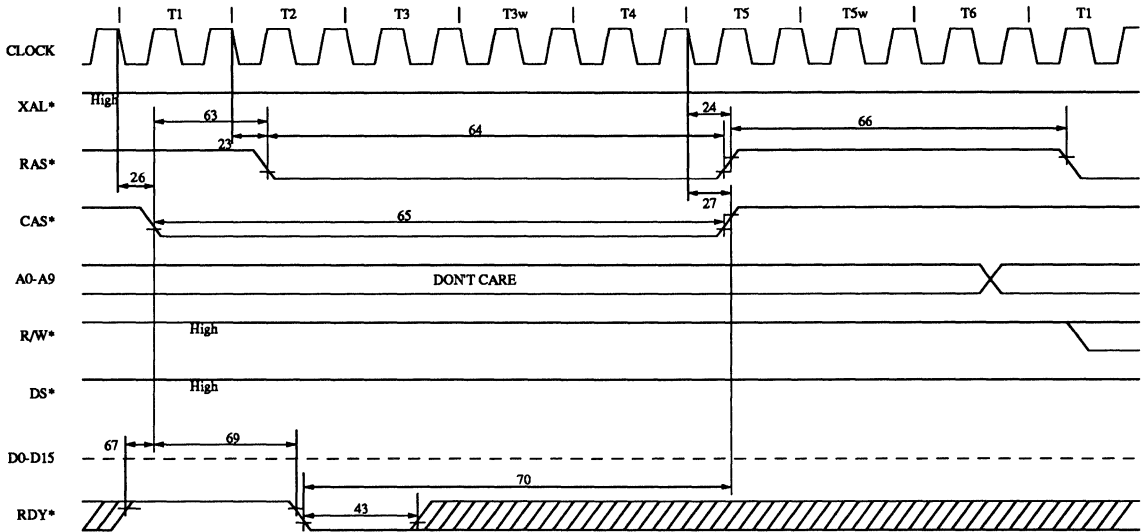 T1 T2 T3 T3w T4 T5 T5w T6 T1
CLOCK
High
XAL*
63 24 66
64
23
RAS*
26
27
CAS*
65
A0-A9 DON'T CARE
High
R/W*
High
DS*
67 69
D0-D15
70
43
RDY*